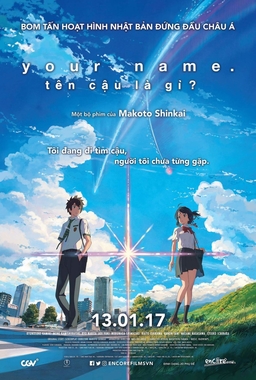 BOM TẤN HOẠT HÌNH NHẬT BẢN ĐỨNG ĐẦU CHÂU Á
your name.
tên cậu là gì?
Một bộ phim của Makoto Shinkai
Tôi đang đi tìm cậu,
người tôi chưa từng gặp.
13.01.17
CGV
/ENCOREFILMSVN
encore